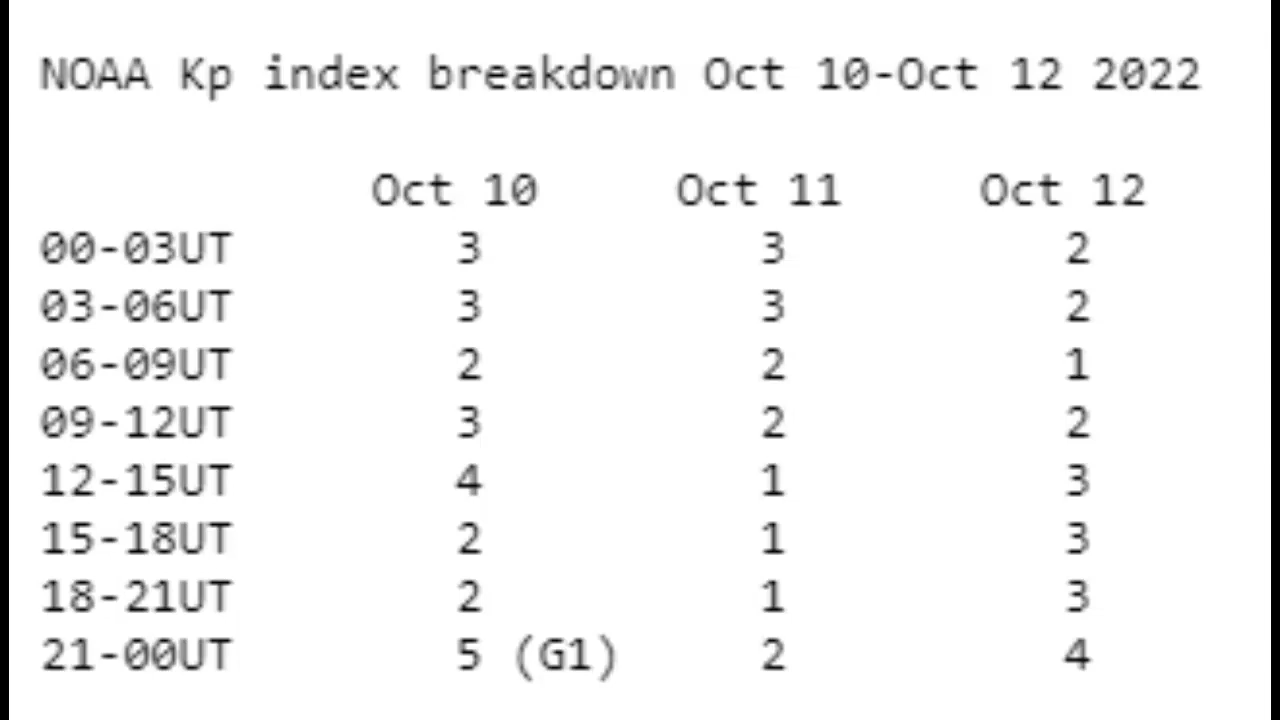 NOAA Kp index breakdown Oct 10-Oct 12 2022
Oct 10 Oct 11 Oct 12
00-03UT 3 3 2
03-06UT 3 3 2
06-09UT 2 2 1
09-12UT 3 2 2
12-15UT 4 1 3
15-18UT 2 1 3
18-21UT 2 1 3
21-00UT 5 (G1) 2 4